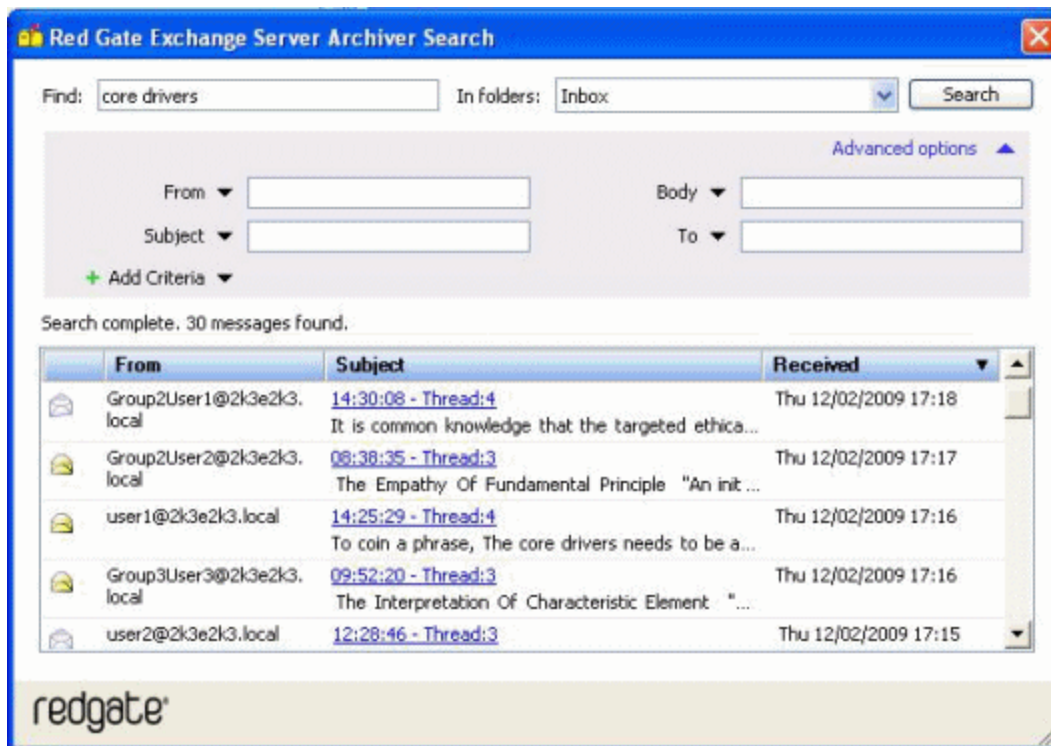 Red Gate Exchange Server Archiver Search
Find: core drivers In folders: Inbox Search
Advanced options
From Body
Subject To
+ Add Criteria
Search complete. 30 messages found.
From Subject Received
Group2User1@2k3e2k3. 14:30:08 - Thread:4 Thu 12/02/2009 17:18
local It is common knowledge that the targeted ethica...
Group2User2@2k3e2k3. 08:38:35 - Thread:3 Thu 12/02/2009 17:17
local The Empathy Of Fundamental Principle "An init ...
user1@2k3e2k3.local 14:25:29 - Thread:4 Thu 12/02/2009 17:16
To coin a phrase, The core drivers needs to be a...
Group3User3@2k3e2k3. 09:52:20 - Thread:3 Thu 12/02/2009 17:16
local The Interpretation Of Characteristic Element "...
user2@2k3e2k3.local 12:28:46 - Thread:3 Thu 12/02/2009 17:15
redgate